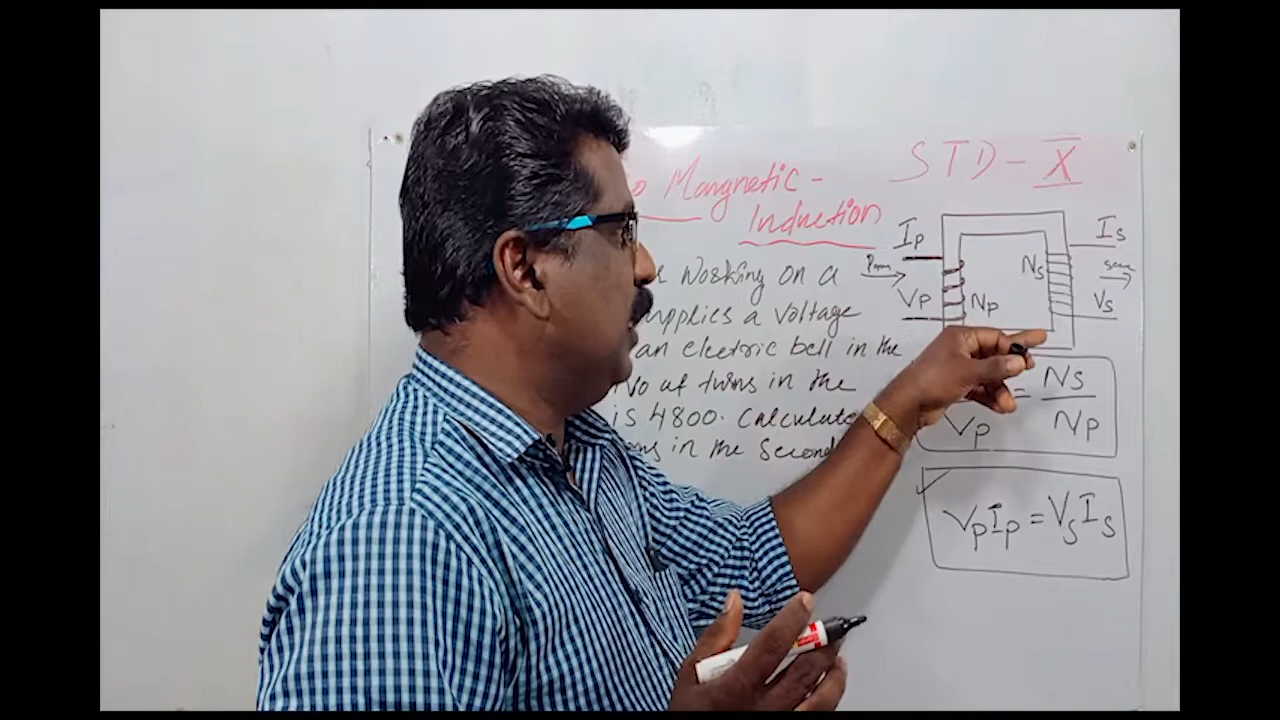 STD - X
Mangnetic -
Induction
Working on a
supplies a voltage
an electric bell in the
No of turns in the
is 4800. Calculate
in the Second
Ip
Vp
Np
Ns
Is
Vs
= Ns
Vp Np
VpIp = VsIs